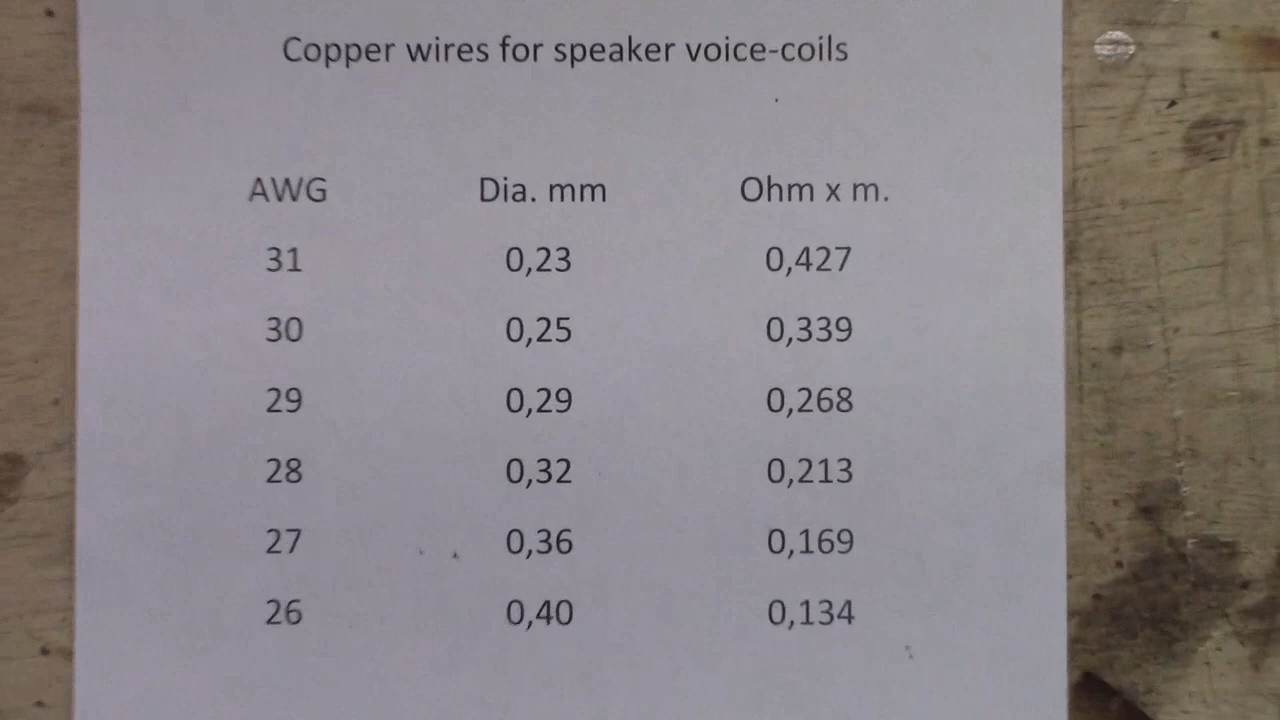 Copper wires for speaker voice-coils
AWG Dia. mm Ohm x m.
31 0,23 0,427
30 0,25 0,339
29 0,29 0,268
28 0,32 0,213
27 0,36 0,169
26 0,40 0,134